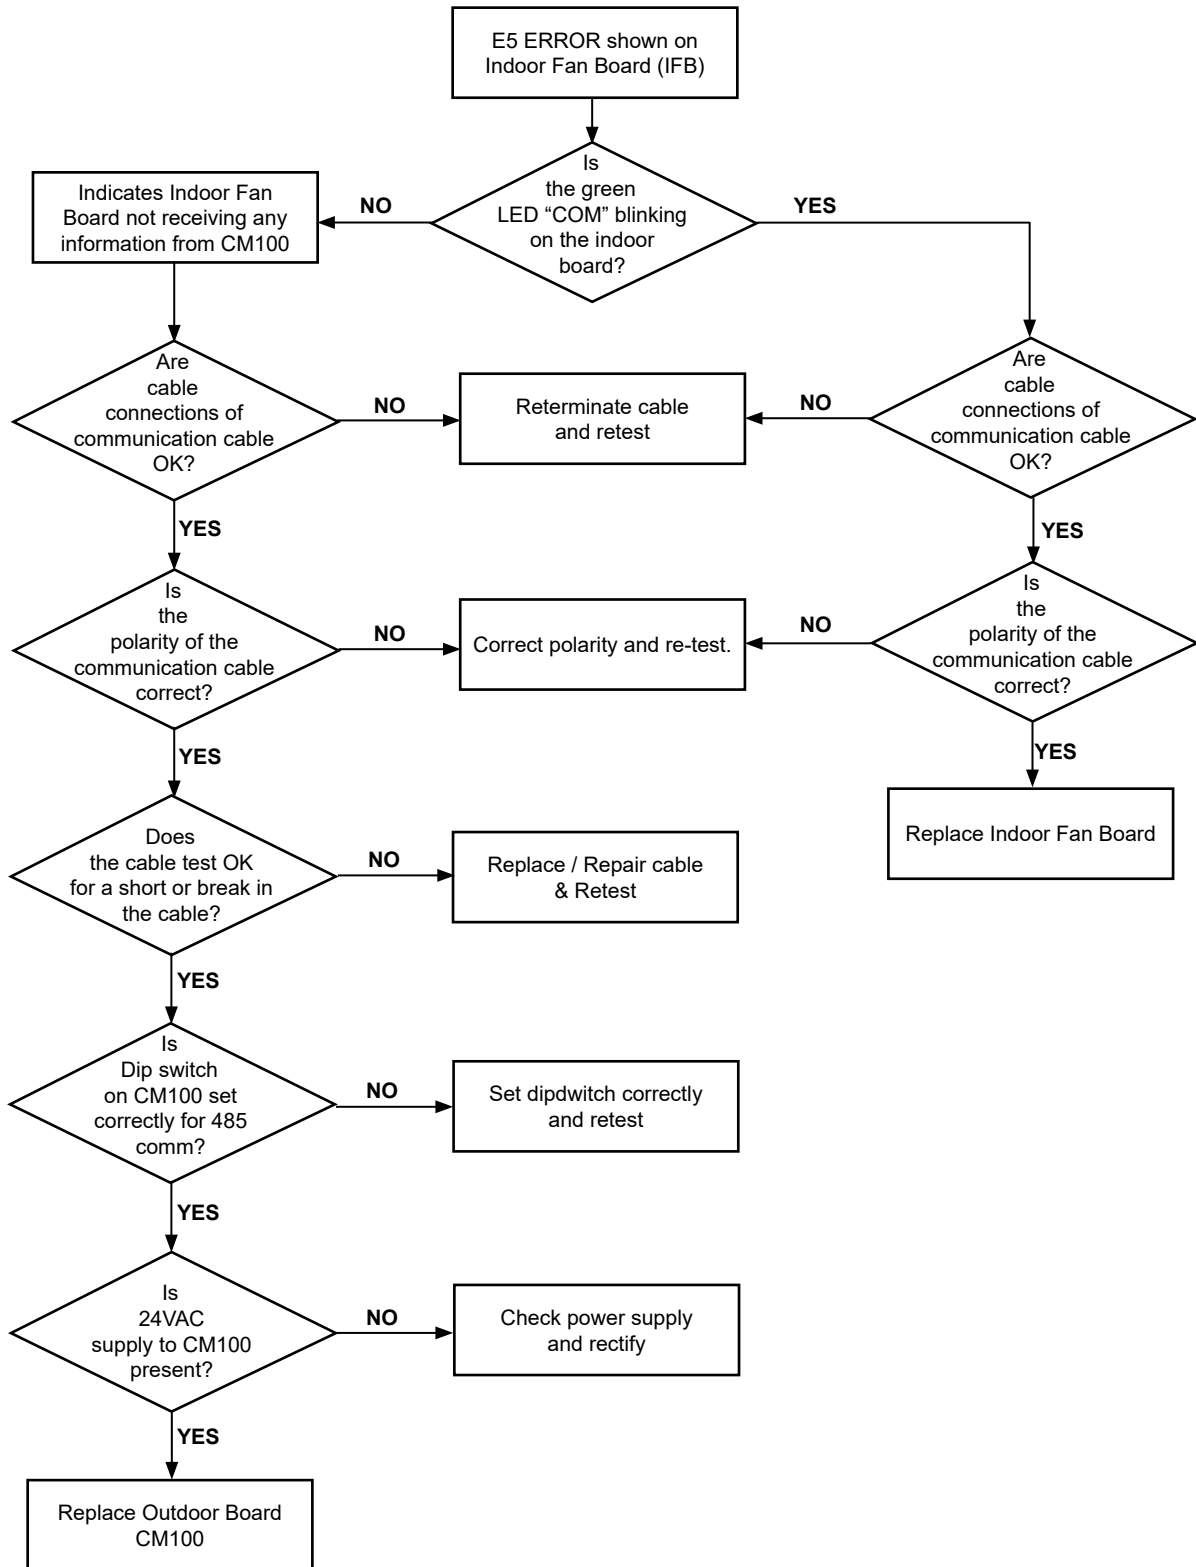 E5 ERROR shown on
Indoor Fan Board (IFB)
Is
the green
LED “COM” blinking
on the indoor
board?
NO
YES
Indicates Indoor Fan
Board not receiving any
information from CM100
Are
cable
connections of
communication cable
OK?
NO
Reterminate cable
and retest
NO
Are
cable
connections of
communication cable
OK?
YES
YES
Is
the
polarity of the
communication cable
correct?
NO
Correct polarity and re-test.
NO
Is
the
polarity of the
communication cable
correct?
YES
YES
Does
the cable test OK
for a short or break in
the cable?
NO
Replace / Repair cable
& Retest
Replace Indoor Fan Board
YES
Is
Dip switch
on CM100 set
correctly for 485
comm?
NO
Set dipdwitch correctly
and retest
YES
Is
24VAC
supply to CM100
present?
NO
Check power supply
and rectify
YES
Replace Outdoor Board
CM100